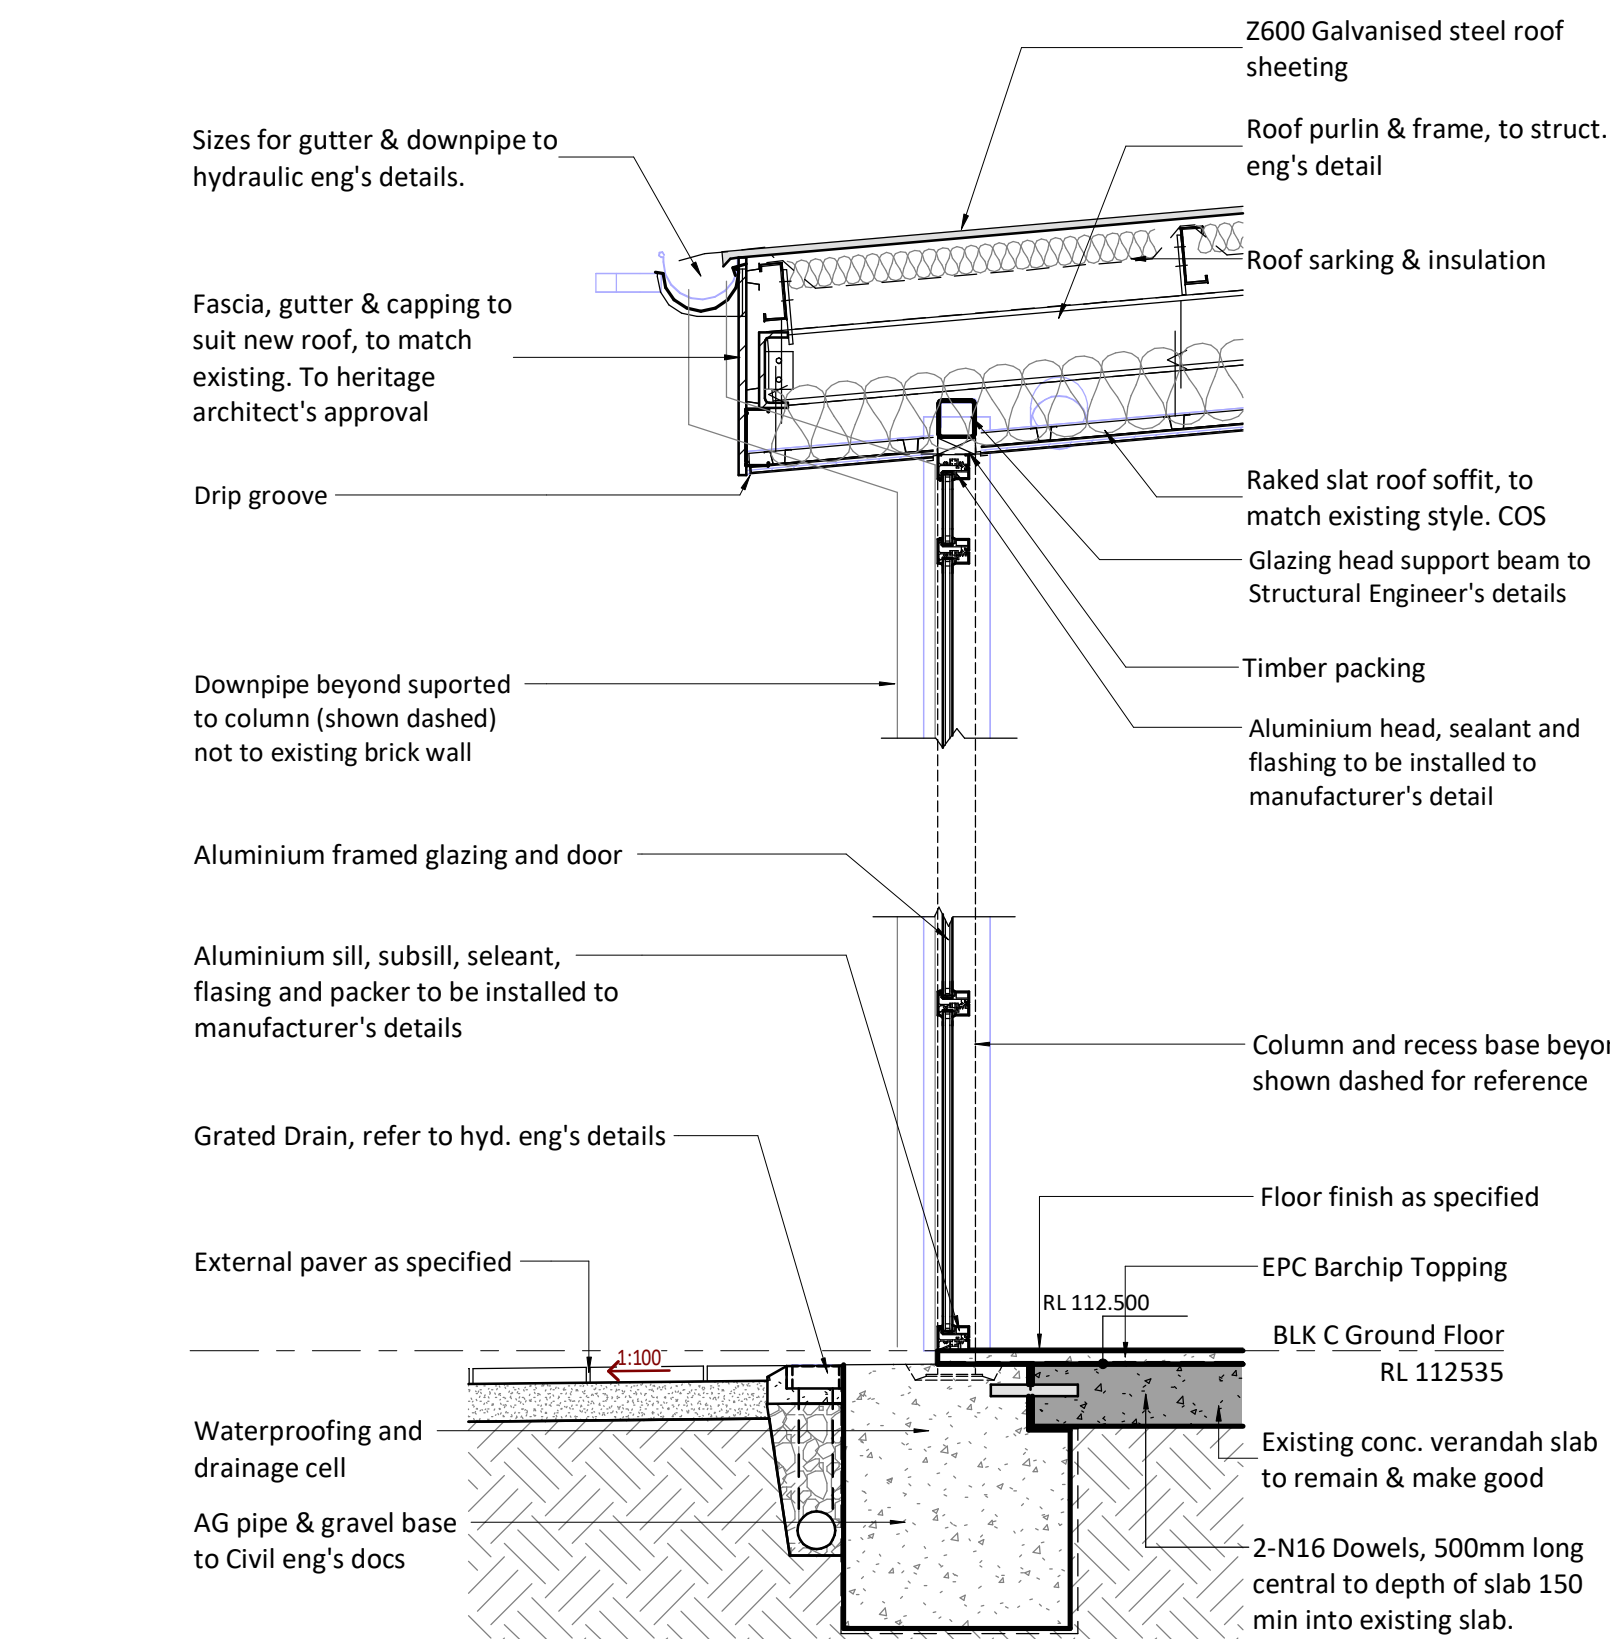 Z600 Galvanised steel roof
sheeting
Sizes for gutter & downpipe to
hydraulic eng's details.
Roof purlin & frame, to struct.
eng's detail
Roof sarking & insulation
Fascia, gutter & capping to
suit new roof, to match
existing. To heritage
architect's approval
Drip groove
Raked slat roof soffit, to
match existing style. COS
Glazing head support beam to
Structural Engineer's details
Timber packing
Downpipe beyond suported
to column (shown dashed)
not to existing brick wall
Aluminium head, sealant and
flashing to be installed to
manufacturer's detail
Aluminium framed glazing and door
Aluminium sill, subsill, seleant,
flasing and packer to be installed to
manufacturer's details
Column and recess base
shown dashed for reference
Grated Drain, refer to hyd. eng's details
Floor finish as specified
External paver as specified
EPC Barchip Topping
RL 112.500
BLK C Ground Floor
RL 112535
1:100
Waterproofing and
drainage cell
Existing conc. verandah slab
to remain & make good
AG pipe & gravel base
to Civil eng's docs
2-N16 Dowels, 500mm long
central to depth of slab 150
min into existing slab.